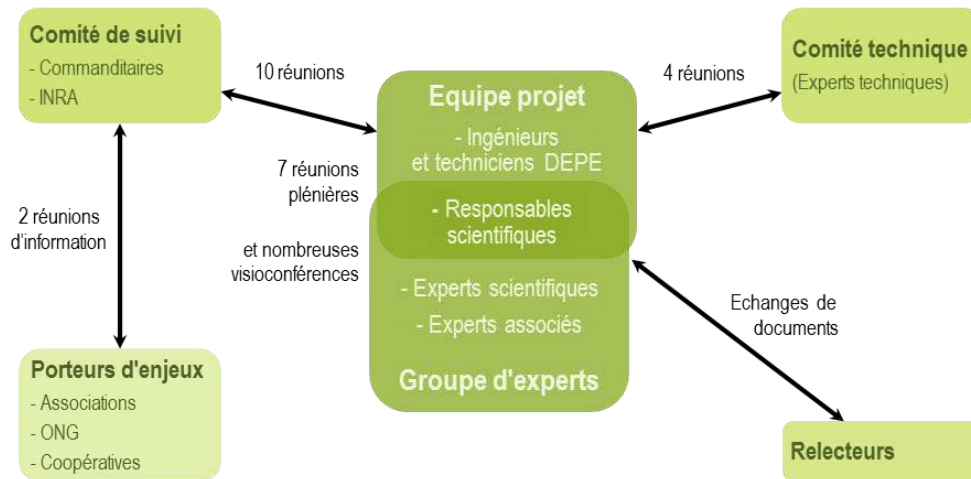 Comité de suivi
- Commanditaires
- INRA
10 réunions
Equipe projet
- Ingénieurs
et techniciens DEPE
- Responsables
scientifiques
- Experts scientifiques
- Experts associés
Groupe d'experts
4 réunions
Comité technique
(Experts techniques)
7 réunions
plénières
et nombreuses
visioconférences
2 réunions
d'information
Porteurs d'enjeux
- Associations
- ONG
- Coopératives
Echanges de
documents
Relecteurs